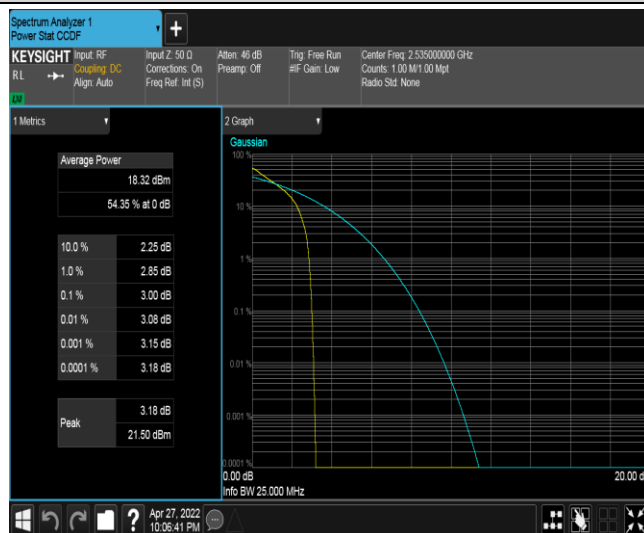 Spectrum Analyzer 1
Power Stat CCDF
+
KEYSIGHT
RL
LXI
Input: RF
Coupling: DC
Align: Auto
Input Z: 50 Ω
Corrections: On
Freq Ref: Int (S)
Atten: 46 dB
Preamp: Off
Trig: Free Run
#IF Gain: Low
Center Freq: 2.535000000 GHz
Counts: 1.00 M/1.00 Mpt
Radio Std: None
1 Metrics
Average Power
18.32 dBm
54.35 % at 0 dB
10.0 % 2.25 dB
1.0 % 2.85 dB
0.1 % 3.00 dB
0.01 % 3.08 dB
0.001 % 3.15 dB
0.0001 % 3.18 dB
Peak
3.18 dB
21.50 dBm
2 Graph
Gaussian
100 %
10 %
1 %
0.1 %
0.01 %
0.001 %
0.0001 %
0.00 dB
20.00 d
Info BW 25.000 MHz
?
Apr 27, 2022
10:06:41 PM